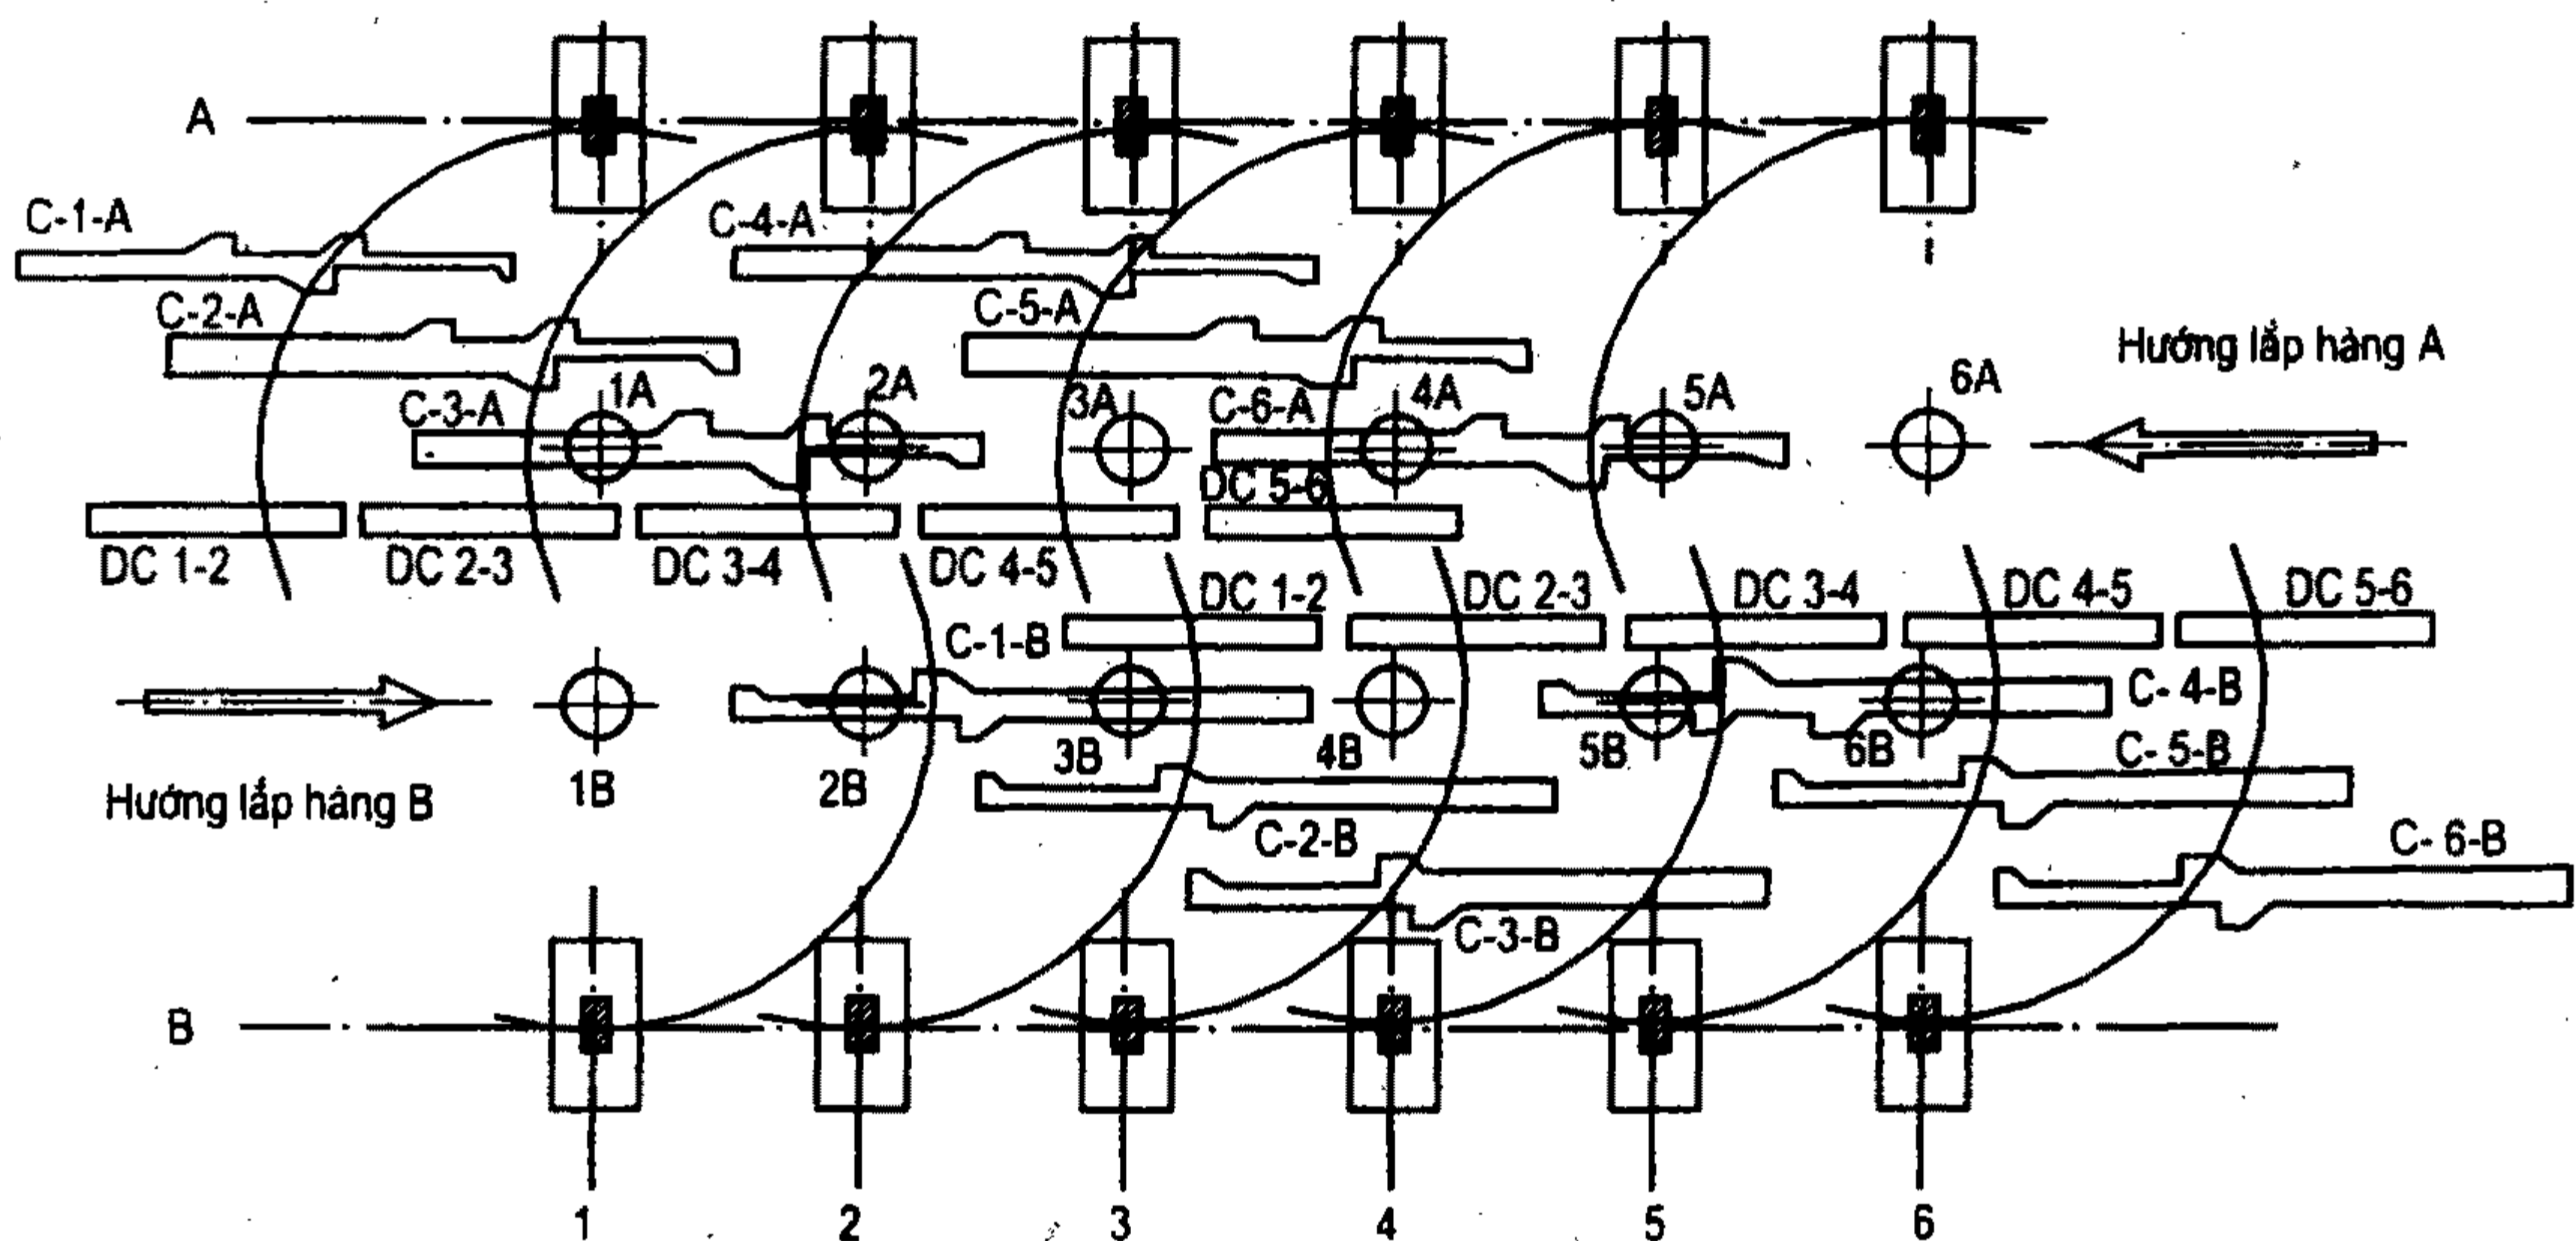 A
C-1-A
C-4-A
C-2-A
C-5-A
Hướng lắp hàng A
C-3-A
1A
2A
3A
C-6-A
4A
5A
6A
DC 5-6
DC 1-2
DC 2-3
DC 3-4
DC 4-5
DC 1-2
DC 2-3
DC 3-4
DC 4-5
DC 5-6
C-1-B
C- 4-B
Hướng lắp hàng B
1B
2B
3B
4B
5B
6B
C- 5-B
C-2-B
C- 6-B
C-3-B
B
1
2
3
4
5
6